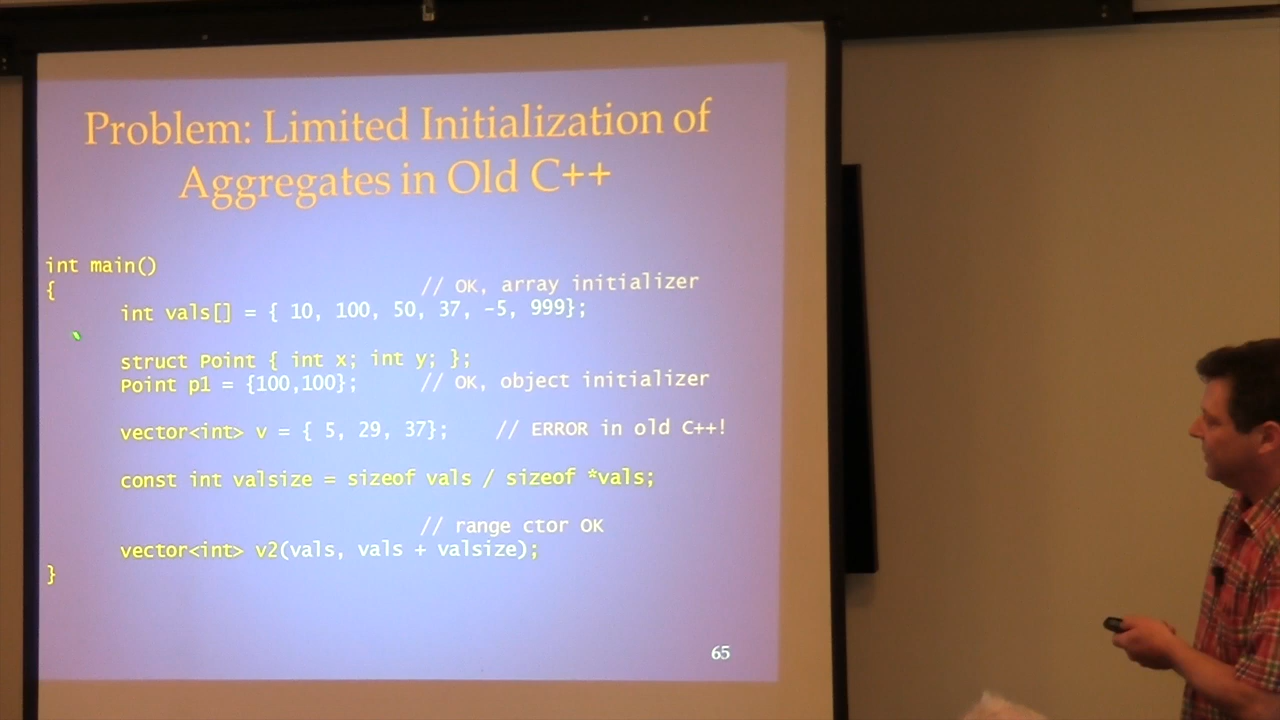 Problem: Limited Initialization of
Aggregates in Old C++
int main()
{
// OK, array initializer
int vals[] = { 10, 100, 50, 37, -5, 999};
struct Point { int x; int y; };
Point p1 = {100,100}; // OK, object initializer
vector<int> v = { 5, 29, 37}; // ERROR in old C++!
const int valsize = sizeof vals / sizeof *vals;
// range ctor OK
vector<int> v2(vals, vals + valsize);
}
65